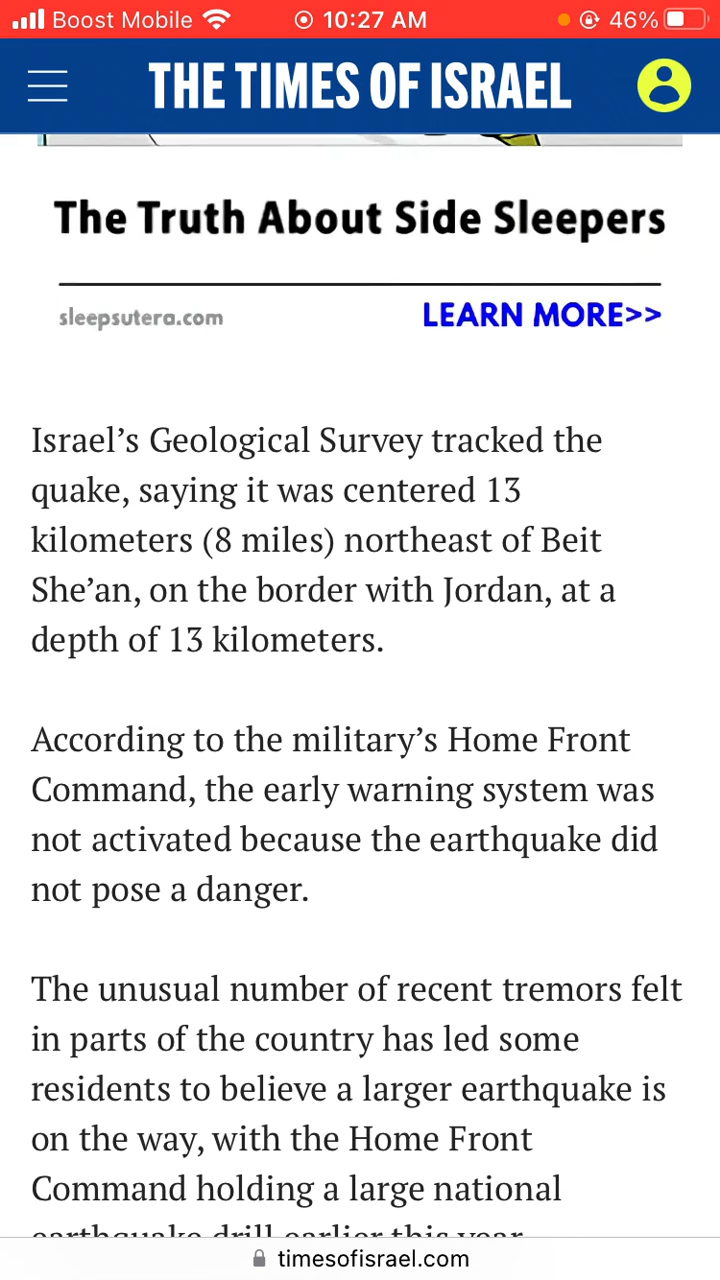 Boost Mobile 10:27 AM 46%
THE TIMES OF ISRAEL
The Truth About Side Sleepers
sleepsutera.com LEARN MORE>>
Israel’s Geological Survey tracked the
quake, saying it was centered 13
kilometers (8 miles) northeast of Beit
She’an, on the border with Jordan, at a
depth of 13 kilometers.
According to the military’s Home Front
Command, the early warning system was
not activated because the earthquake did
not pose a danger.
The unusual number of recent tremors felt
in parts of the country has led some
residents to believe a larger earthquake is
on the way, with the Home Front
Command holding a large national
earthquake drill earlier this year
timesofisrael.com